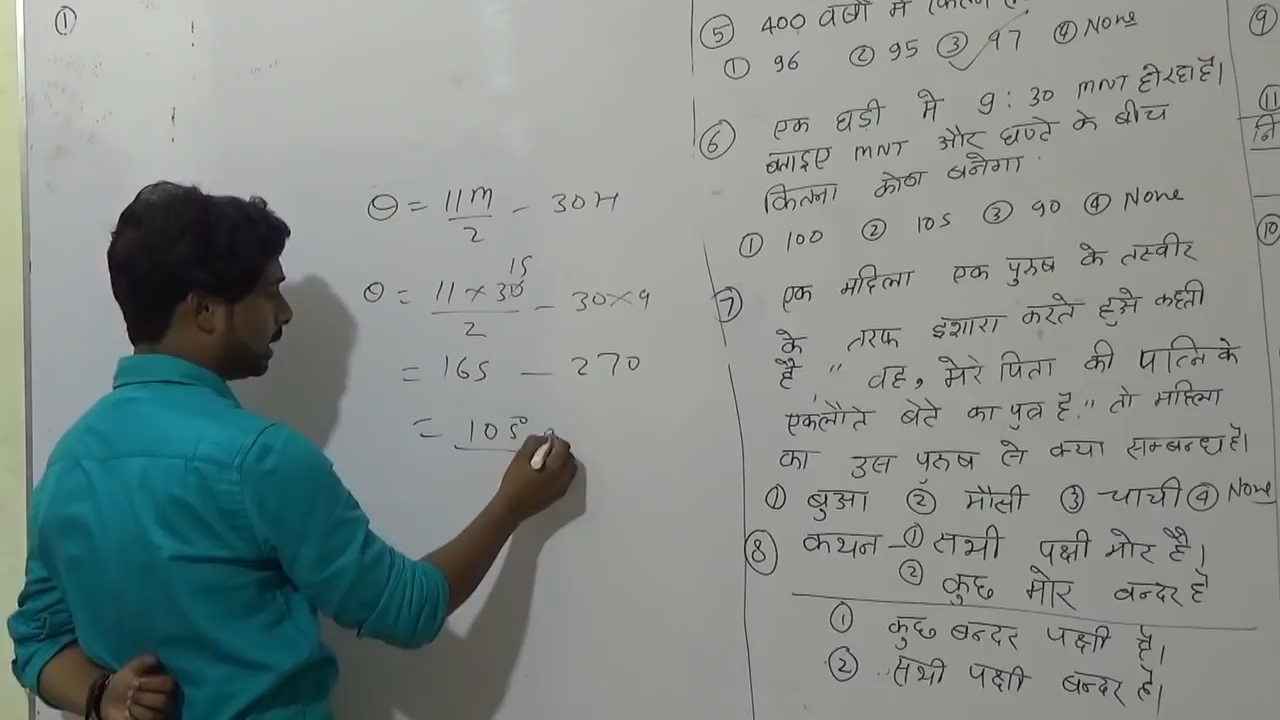 ①
θ = 11m/2 - 30H
θ = 11 × 30/2 - 30×9
15
= 165 - 270
= 105°
⑤ 400 वर्षो में
① 96 ② 95 ③ 97 ④ None
⑥ एक घड़ी मे 9:30 MNT हो रहा है।
बताइए MNT और घण्टे के बीच
कितना कोण बनेगा
① 100 ② 105 ③ 90 ④ None
⑦ एक महिला एक पुरुष के तस्वीर
के तरफ इशारा करते हुऐ कहती
है " वह, मेरे पिता की पत्नि के
एकलौते बेटे का पुत्र है." तो महिला
का उस पुरुष से क्या सम्बन्ध है।
① बुआ ② मौसी ③ चाची ④ None
⑧ कथन - ① सभी पक्षी मोर है।
② कुछ मोर बन्दर है
① कुछ बन्दर पक्षी है।
② सभी पक्षी बन्दर है।
⑨
⑪
नि
⑩